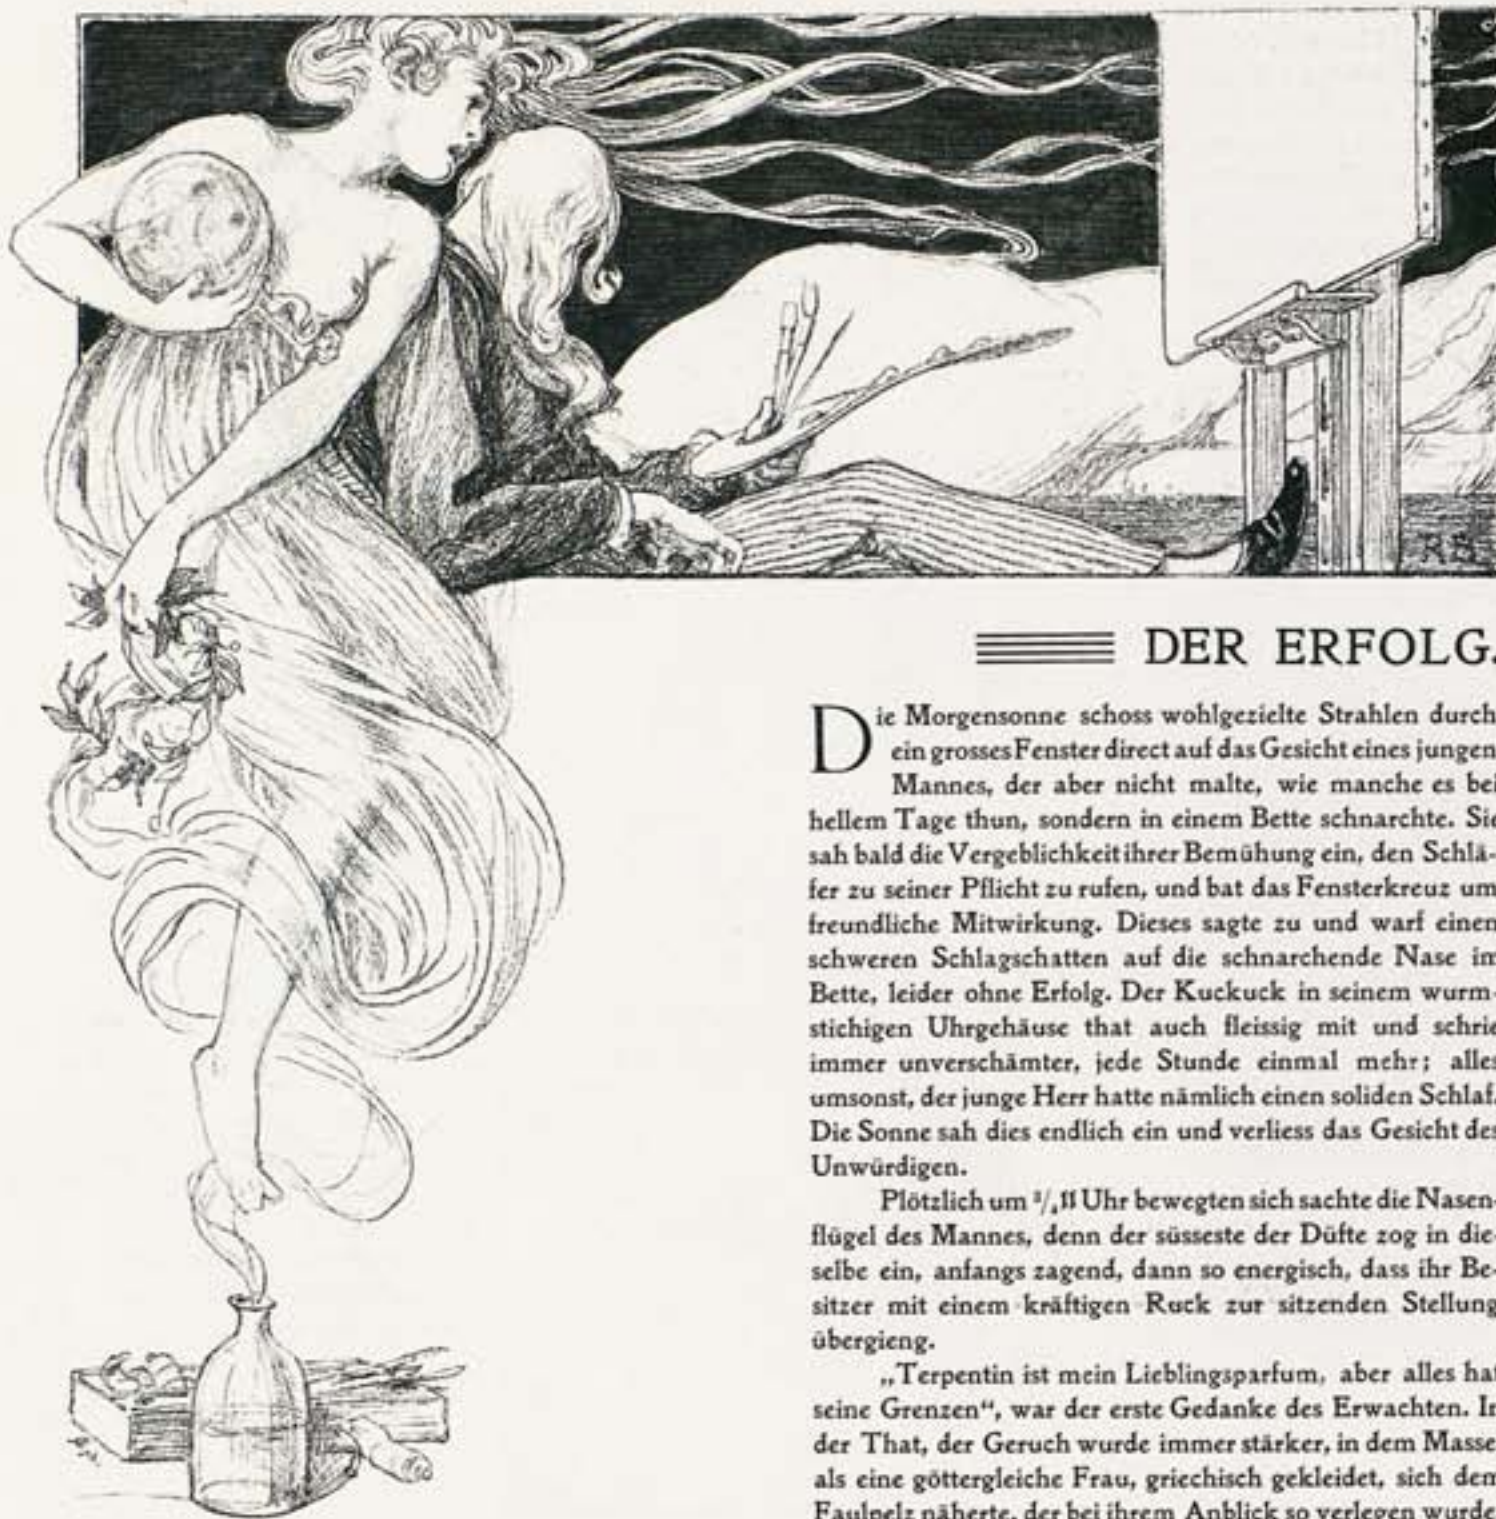 R B
DER ERFOLG.
Die Morgensonne schoss wohlgezielte Strahlen durch
ein grosses Fenster direct auf das Gesicht eines jungen
Mannes, der aber nicht malte, wie manche es bei
hellem Tage thun, sondern in einem Bette schnarchte. Sie
sah bald die Vergeblichkeit ihrer Bemühung ein, den Schlä-
fer zu seiner Pflicht zu rufen, und bat das Fensterkreuz um
freundliche Mitwirkung. Dieses sagte zu und warf einen
schweren Schlagschatten auf die schnarchende Nase im
Bette, leider ohne Erfolg. Der Kuckuck in seinem wurm-
stichigen Uhrgehäuse that auch fleissig mit und schrie
immer unverschämter, jede Stunde einmal mehr; alles
umsonst, der junge Herr hatte nämlich einen soliden Schlaf.
Die Sonne sah dies endlich ein und verliess das Gesicht des
Unwürdigen.
Plötzlich um ³/₄11 Uhr bewegten sich sachte die Nasen-
flügel des Mannes, denn der süsseste der Düfte zog in die-
selbe ein, anfangs zagend, dann so energisch, dass ihr Be-
sitzer mit einem kräftigen Ruck zur sitzenden Stellung
übergieng.
„Terpentin ist mein Lieblingsparfum, aber alles hat
seine Grenzen“, war der erste Gedanke des Erwachten. In
der That, der Geruch wurde immer stärker, in dem Masse
als eine göttergleiche Frau, griechisch gekleidet, sich dem
Faulpelz näherte, der bei ihrem Anblick so verlegen wurde